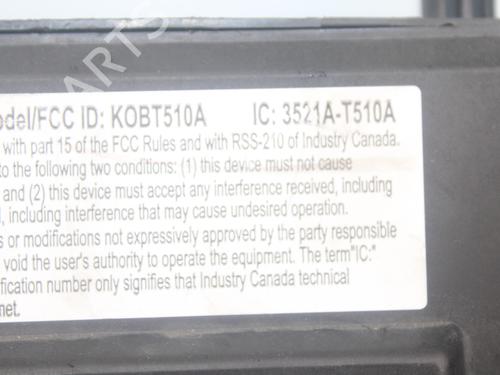 odel/FCC ID: KOBT510A IC: 3521A-T510A
with part 15 of the FCC Rules and with RSS-210 of Industry Canada.
to the following two conditions: (1) this device must not cause
and (2) this device must accept any interference received, including
, including interference that may cause undesired operation.
s or modifications not expressively approved by the party responsible
void the user's authority to operate the equipment. The term"IC:"
fication number only signifies that Industry Canada technical
met.